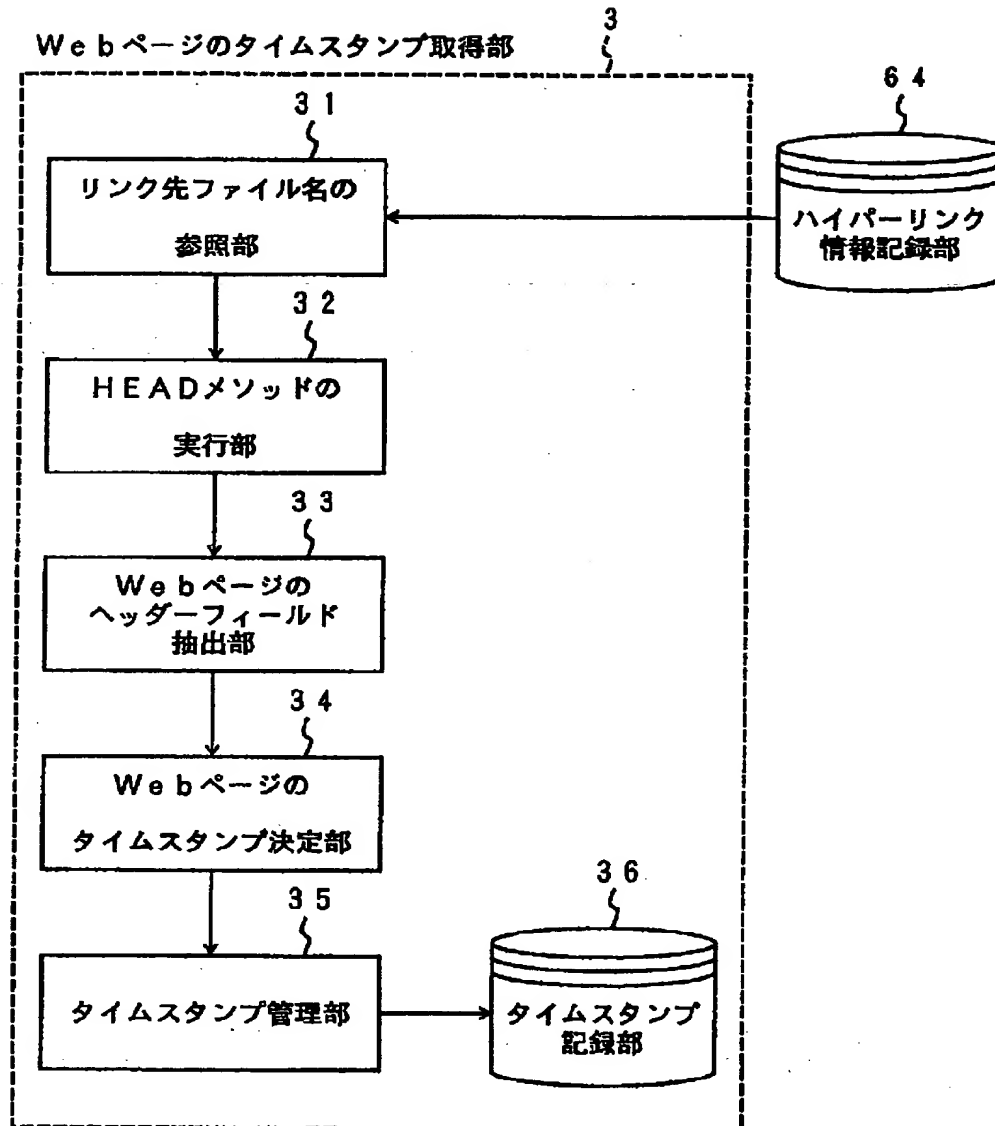 3
Webページのタイムスタンプ取得部
31
64
リンク先ファイル名の
参照部
ハイパーリンク
情報記録部
32
HEADメソッドの
実行部
33
Webページの
ヘッダーフィールド
抽出部
34
Webページの
タイムスタンプ決定部
35
36
タイムスタンプ管理部
タイムスタンプ
記録部